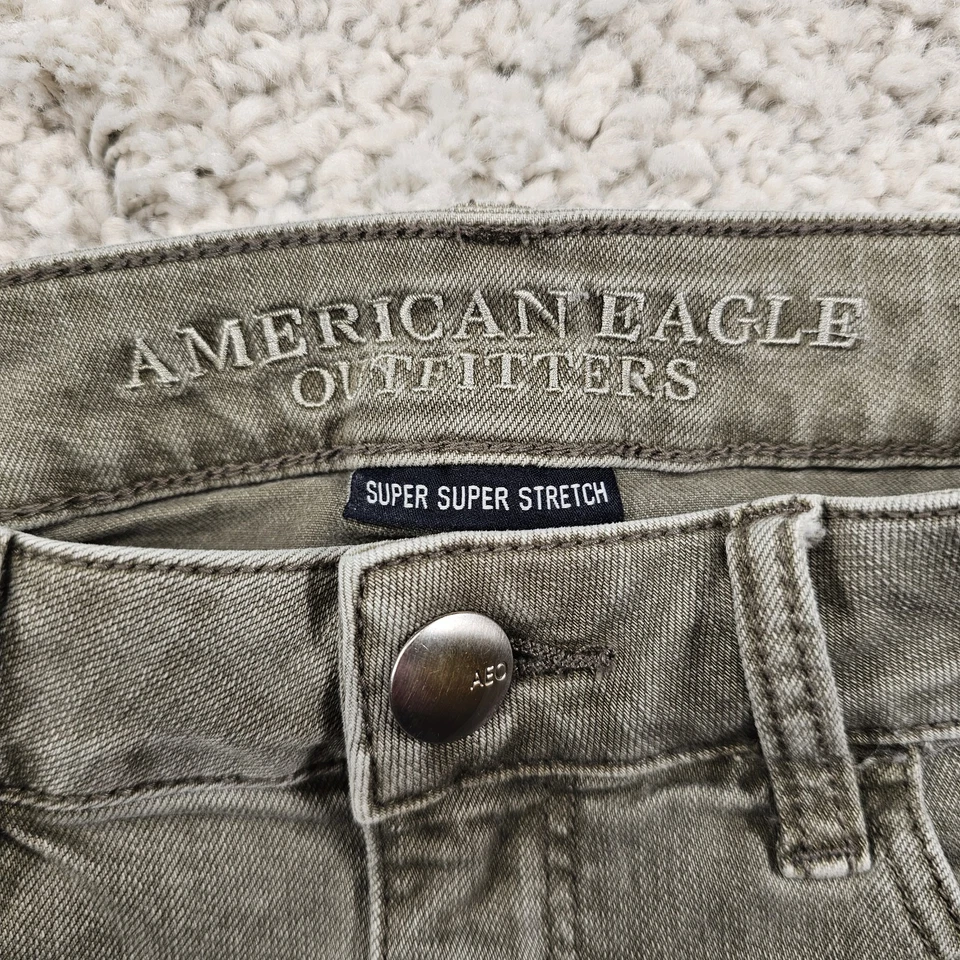 AMERICAN EAGLE
OUTFITTERS
SUPER SUPER STRETCH
AEO